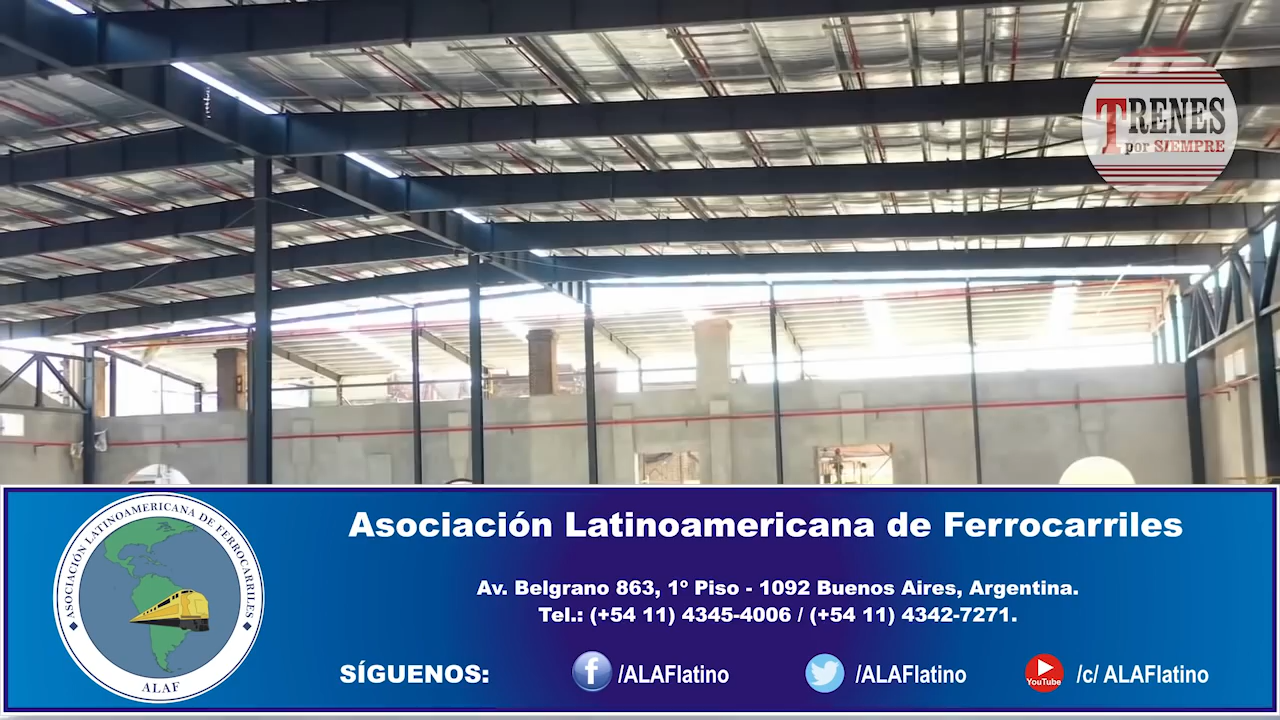 TRENES
por SIEMPRE
Asociación Latinoamericana de Ferrocarriles
ASOCIACIÓN LATINOAMERICANA DE FERROCARRILES
ALAF
Av. Belgrano 863, 1º Piso - 1092 Buenos Aires, Argentina.
Tel.: (+54 11) 4345-4006 / (+54 11) 4342-7271.
SÍGUENOS: f /ALAFlatino /ALAFlatino YouTube /c/ ALAFlatino